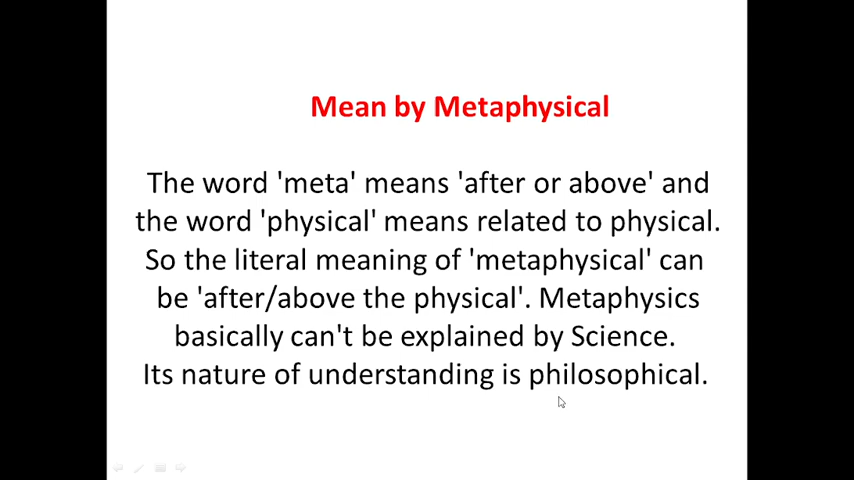 Mean by Metaphysical
The word 'meta' means 'after or above' and
the word 'physical' means related to physical.
So the literal meaning of 'metaphysical' can
be 'after/above the physical'. Metaphysics
basically can't be explained by Science.
Its nature of understanding is philosophical.